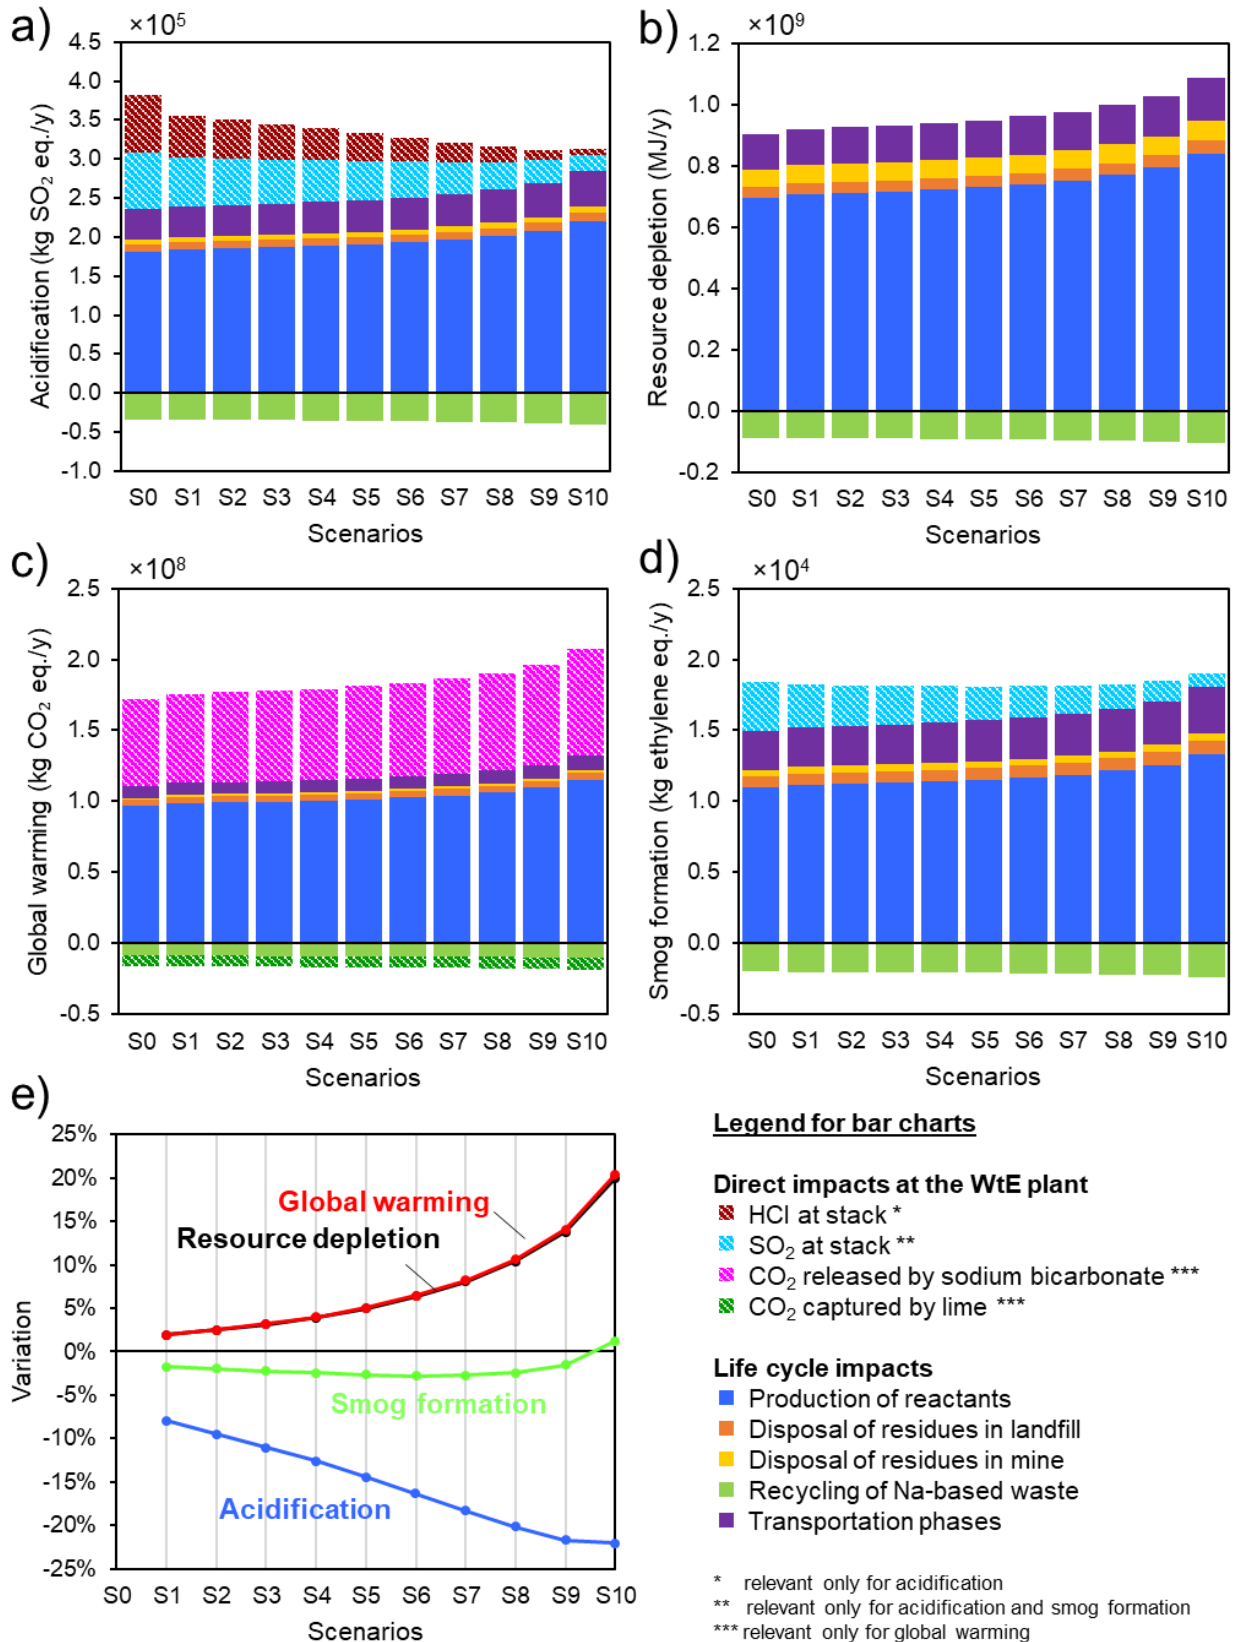 a)
×10⁵
Acidification (kg SO₂ eq./y)
4.5
4.0
3.5
3.0
2.5
2.0
1.5
1.0
0.5
0.0
-0.5
-1.0
S0 S1 S2 S3 S4 S5 S6 S7 S8 S9 S10
Scenarios
b)
×10⁹
Resource depletion (MJ/y)
1.2
1.0
0.8
0.6
0.4
0.2
0.0
-0.2
S0 S1 S2 S3 S4 S5 S6 S7 S8 S9 S10
Scenarios
c)
×10⁸
Global warming (kg CO₂ eq./y)
2.5
2.0
1.5
1.0
0.5
0.0
-0.5
S0 S1 S2 S3 S4 S5 S6 S7 S8 S9 S10
Scenarios
d)
×10⁴
Smog formation (kg ethylene eq./y)
2.5
2.0
1.5
1.0
0.5
0.0
-0.5
S0 S1 S2 S3 S4 S5 S6 S7 S8 S9 S10
Scenarios
e)
Variation
25%
20%
15%
10%
5%
0%
-5%
-10%
-15%
-20%
-25%
Global warming
Resource depletion
Smog formation
Acidification
S0 S1 S2 S3 S4 S5 S6 S7 S8 S9 S10
Scenarios
Legend for bar charts
Direct impacts at the WtE plant
HCl at stack *
SO₂ at stack **
CO₂ released by sodium bicarbonate ***
CO₂ captured by lime ***
Life cycle impacts
Production of reactants
Disposal of residues in landfill
Disposal of residues in mine
Recycling of Na-based waste
Transportation phases
* relevant only for acidification
** relevant only for acidification and smog formation
*** relevant only for global warming